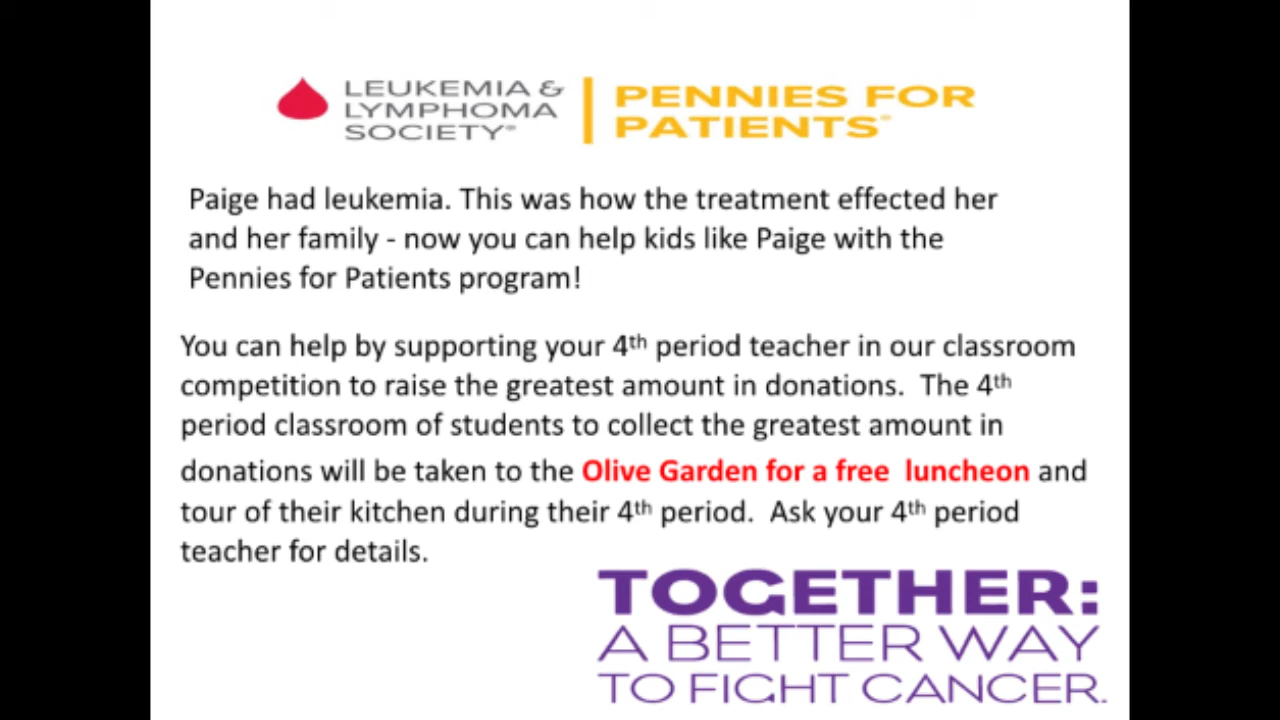 LEUKEMIA &
LYMPHOMA
SOCIETY®
PENNIES FOR
PATIENTS®
Paige had leukemia. This was how the treatment effected her
and her family - now you can help kids like Paige with the
Pennies for Patients program!
You can help by supporting your 4th period teacher in our classroom
competition to raise the greatest amount in donations.  The 4th
period classroom of students to collect the greatest amount in
donations will be taken to the Olive Garden for a free  luncheon and
tour of their kitchen during their 4th period.  Ask your 4th period
teacher for details.
TOGETHER:
A BETTER WAY
TO FIGHT CANCER.